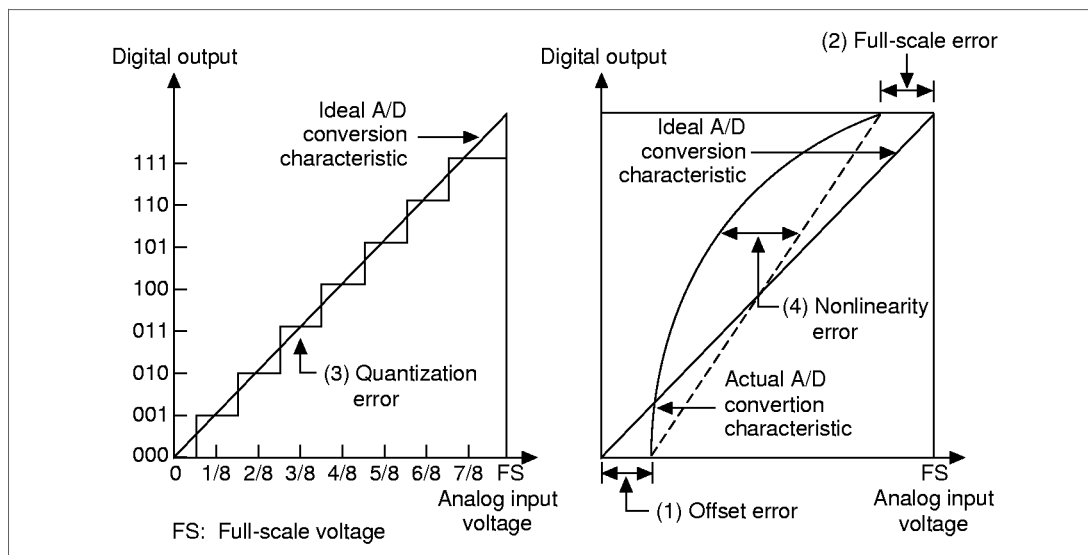 Digital output
Ideal A/D
conversion
characteristic
111
110
101
100
011
010
001
000
(3) Quantization
error
0
1/8
2/8
3/8
4/8
5/8
6/8
7/8
FS
Analog input
voltage
FS: Full-scale voltage
(2) Full-scale error
Digital output
Ideal A/D
conversion
characteristic
(4) Nonlinearity
error
Actual A/D
convertion
characteristic
FS
Analog input
voltage
(1) Offset error